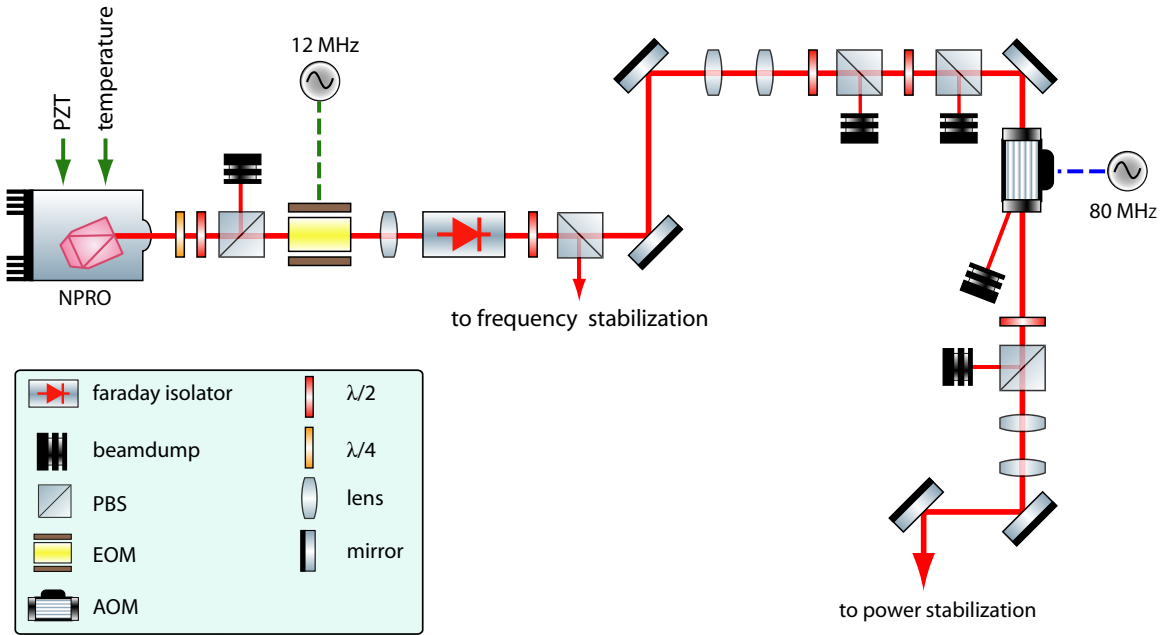 12 MHz
PZT
temperature
NPRO
to frequency stabilization
80 MHz
faraday isolator
λ/2
beamdump
λ/4
PBS
lens
EOM
mirror
AOM
to power stabilization